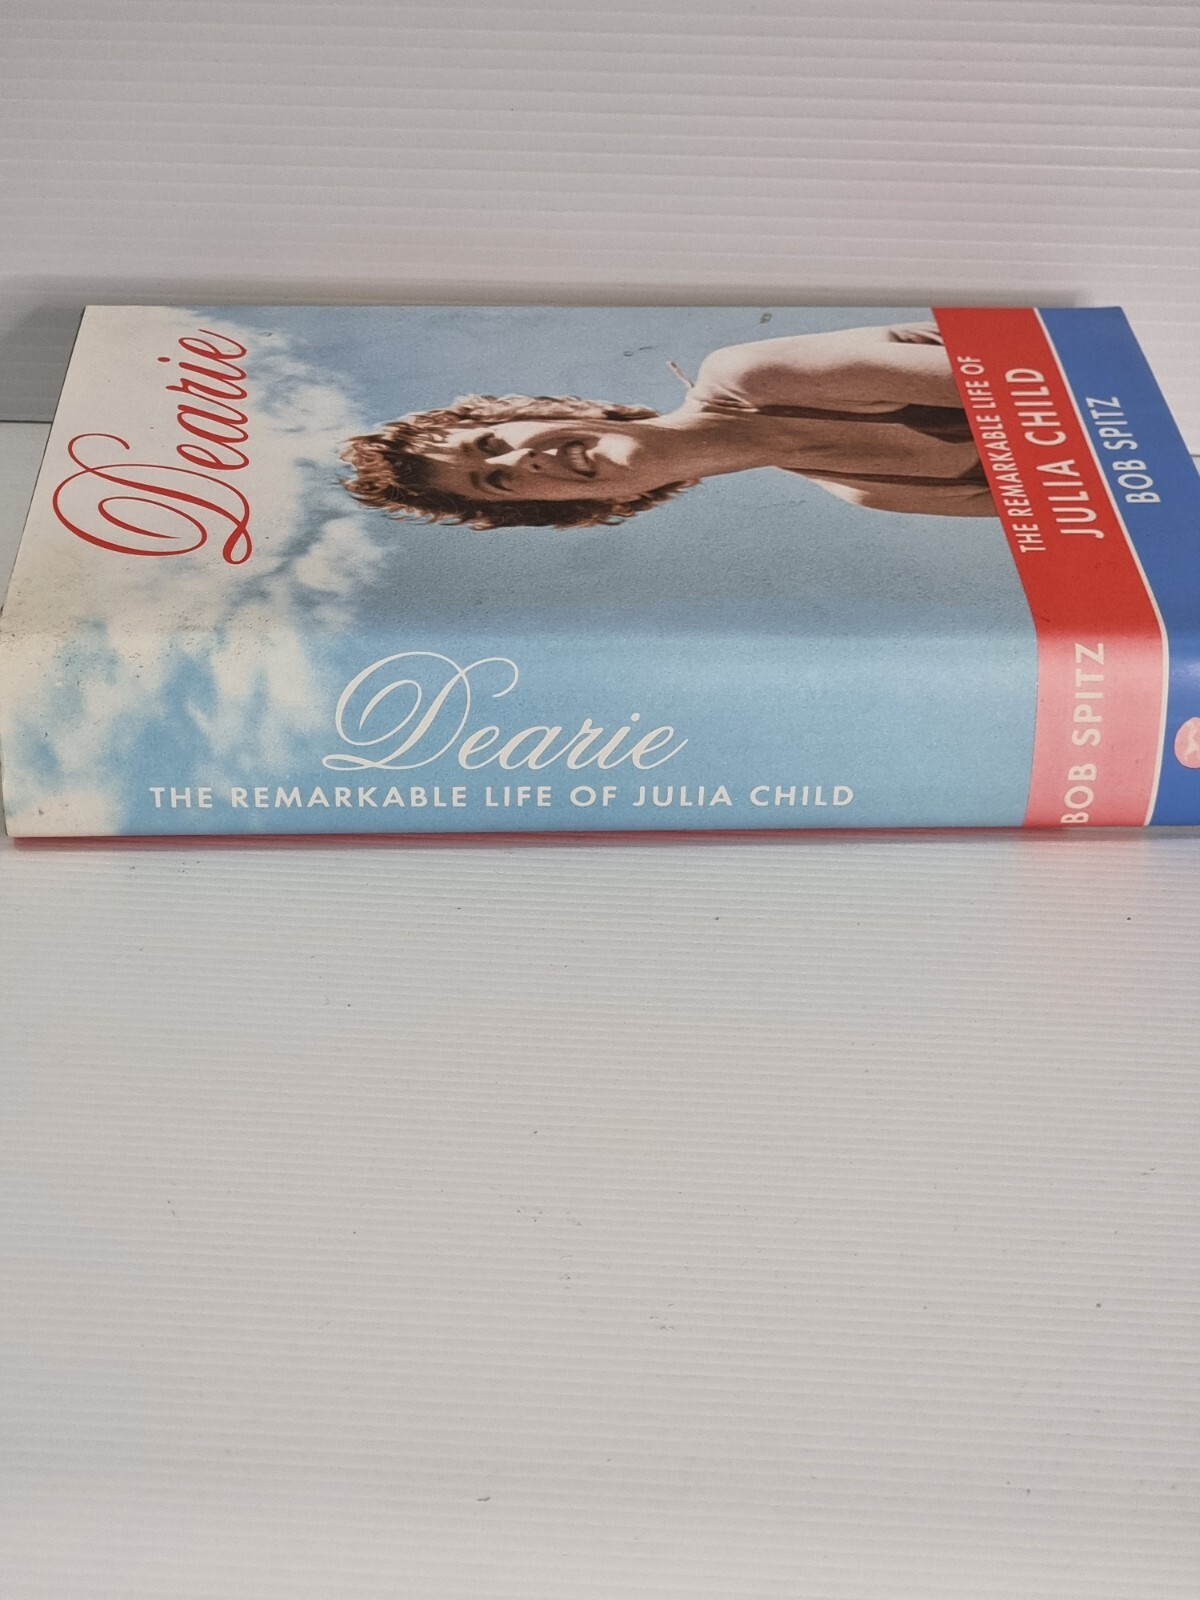 Dearie
THE REMARKABLE LIFE OF
JULIA CHILD
BOB SPITZ
Dearie
THE REMARKABLE LIFE OF JULIA CHILD
BOB SPITZ